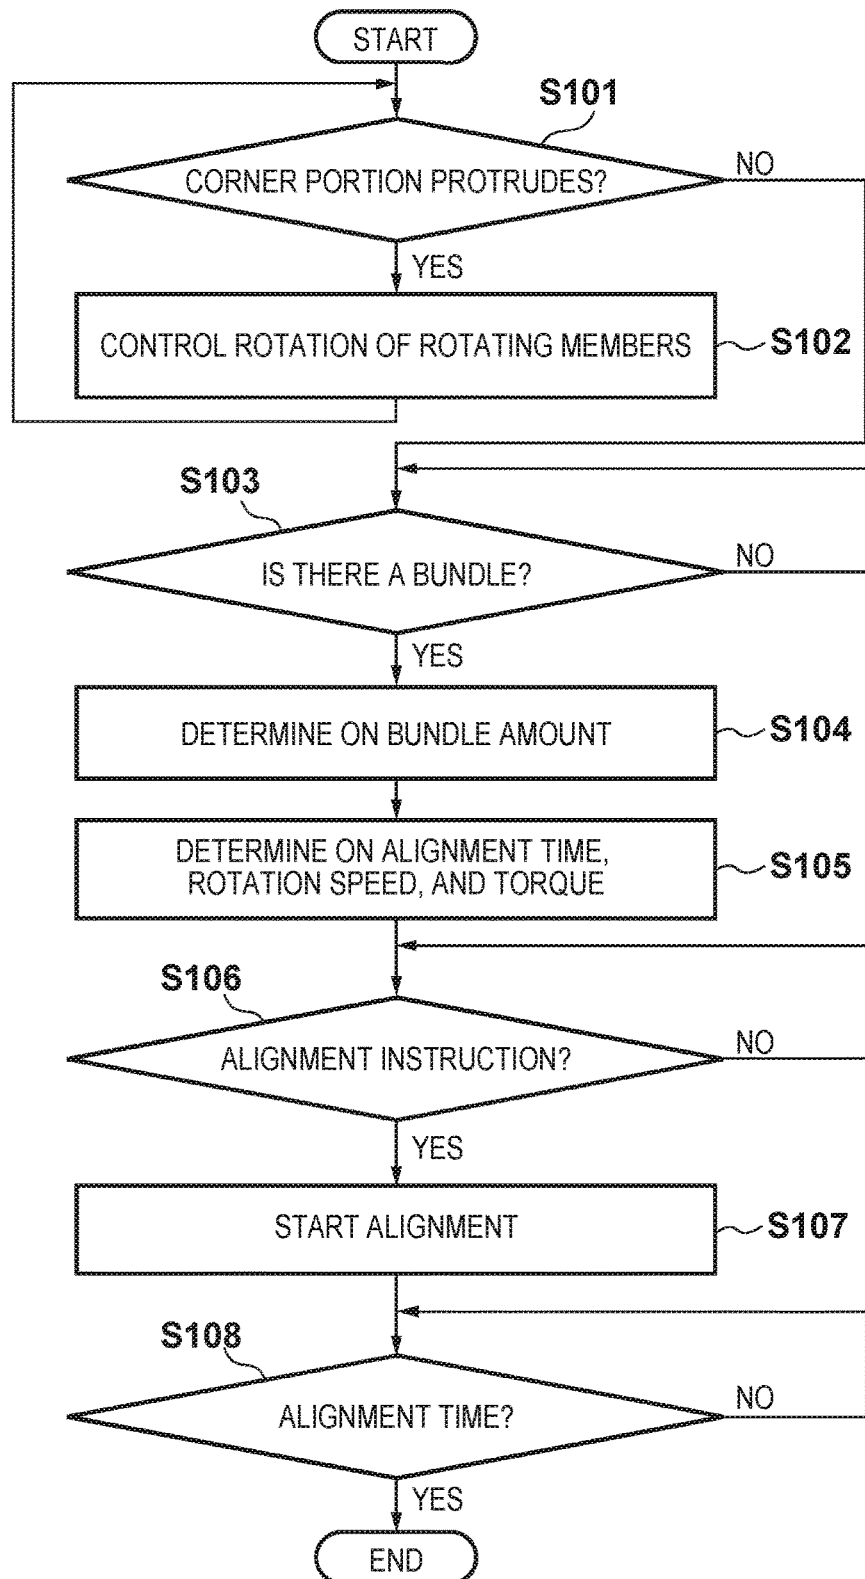 START
S101
CORNER PORTION PROTRUDES?
NO
YES
CONTROL ROTATION OF ROTATING MEMBERS
S102
S103
IS THERE A BUNDLE?
NO
YES
DETERMINE ON BUNDLE AMOUNT
S104
DETERMINE ON ALIGNMENT TIME,
ROTATION SPEED, AND TORQUE
S105
S106
ALIGNMENT INSTRUCTION?
NO
YES
START ALIGNMENT
S107
S108
ALIGNMENT TIME?
NO
YES
END